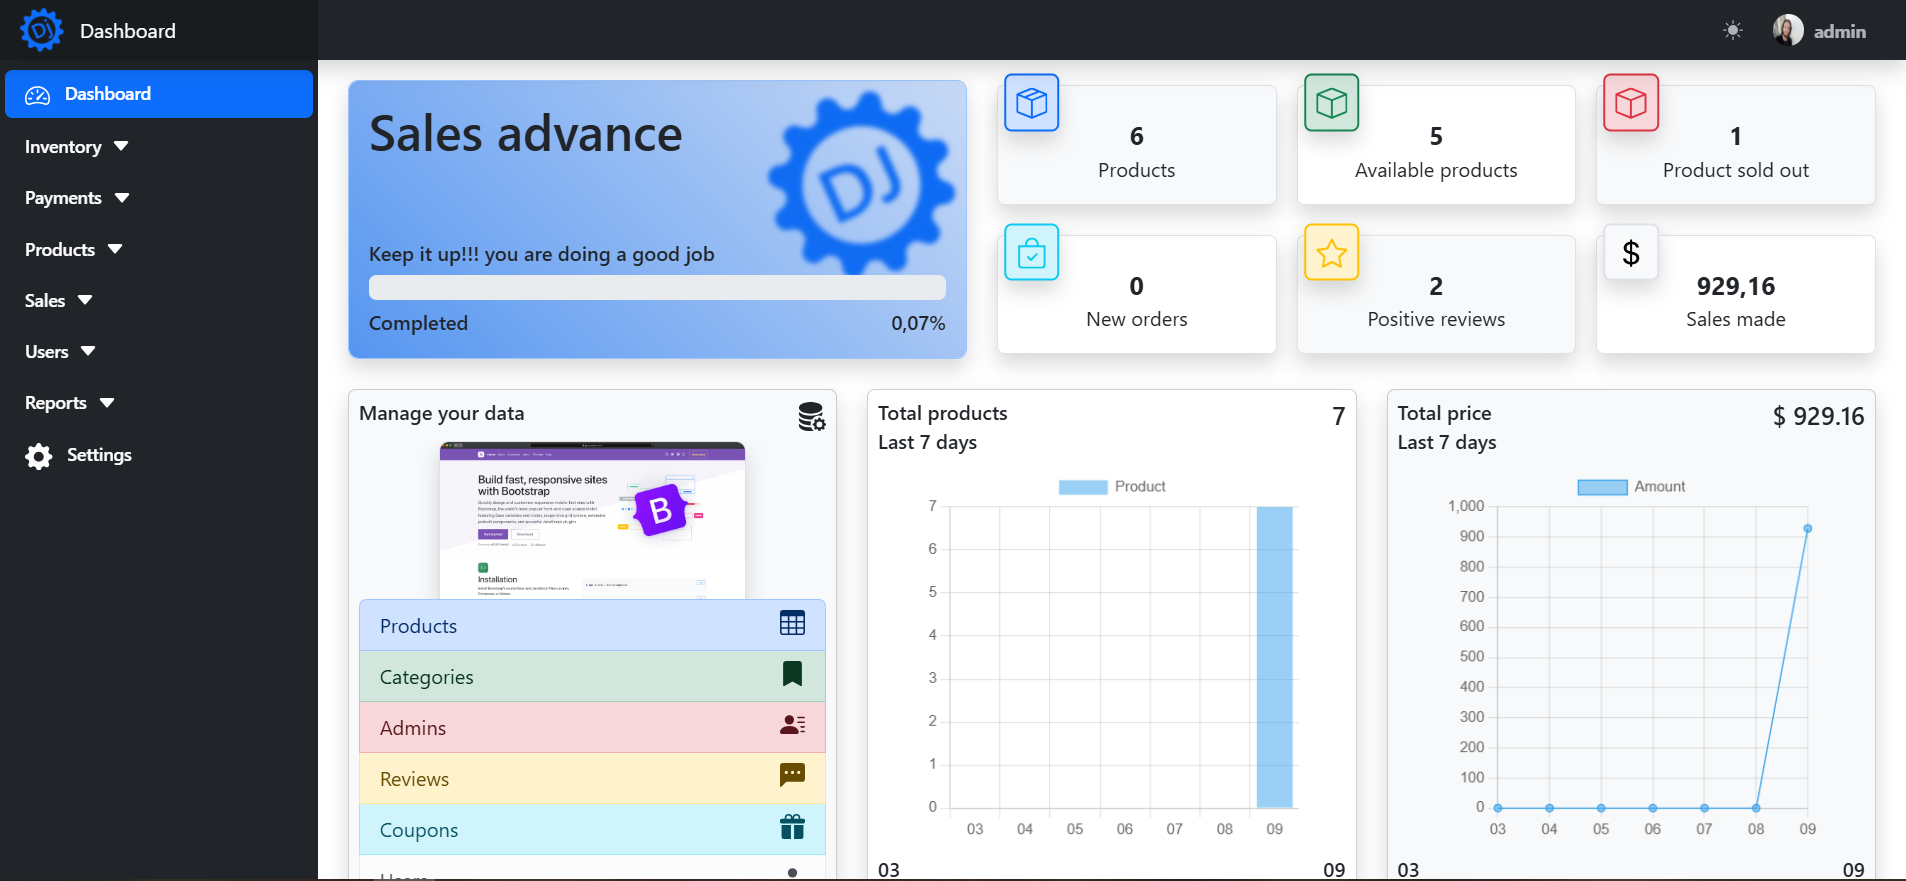 Dj
Dashboard
admin
Dashboard
Inventory
Payments
Products
Sales
Users
Reports
Settings
Sales advance
DJ
Keep it up!!! you are doing a good job
Completed
0,07%
6
Products
5
Available products
1
Product sold out
0
New orders
2
Positive reviews
$
929,16
Sales made
Manage your data
Build fast, responsive sites
with Bootstrap
B
Installation
Products
Categories
Admins
Reviews
Coupons
Total products
7
Last 7 days
Product
7
6
5
4
3
2
1
0
03 04 05 06 07 08 09
03 09
Total price
$ 929.16
Last 7 days
Amount
1,000
900
800
700
600
500
400
300
200
100
0
03 04 05 06 07 08 09
03 09